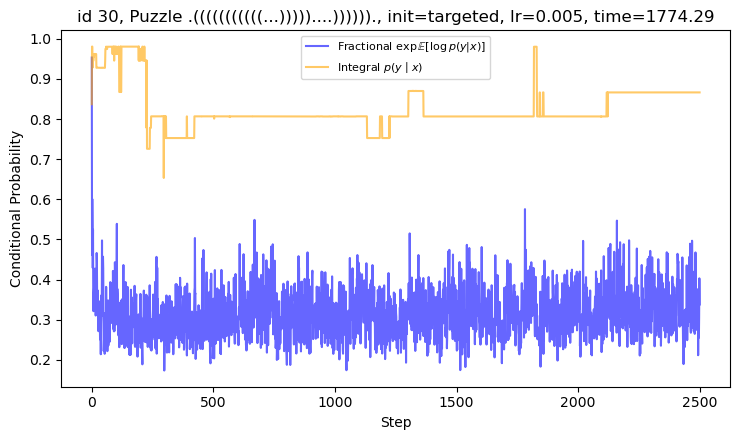 id 30, Puzzle .(((((((((((...)))))....))))))., init=targeted, lr=0.005, time=1774.29
Fractional exp𝔼[log p(y|x)]
Integral p(y | x)
Conditional Probability
1.0
0.9
0.8
0.7
0.6
0.5
0.4
0.3
0.2
0 500 1000 1500 2000 2500
Step